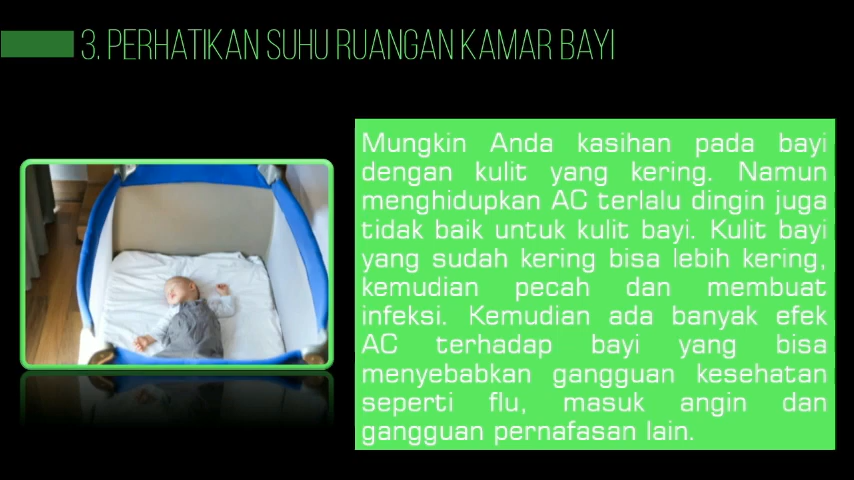 3. PERHATIKAN SUHU RUANGAN KAMAR BAYI
Mungkin Anda kasihan pada bayi
dengan kulit yang kering. Namun
menghidupkan AC terlalu dingin juga
tidak baik untuk kulit bayi. Kulit bayi
yang sudah kering bisa lebih kering,
kemudian pecah dan membuat
infeksi. Kemudian ada banyak efek
AC terhadap bayi yang bisa
menyebabkan gangguan kesehatan
seperti flu, masuk angin dan
gangguan pernafasan lain.